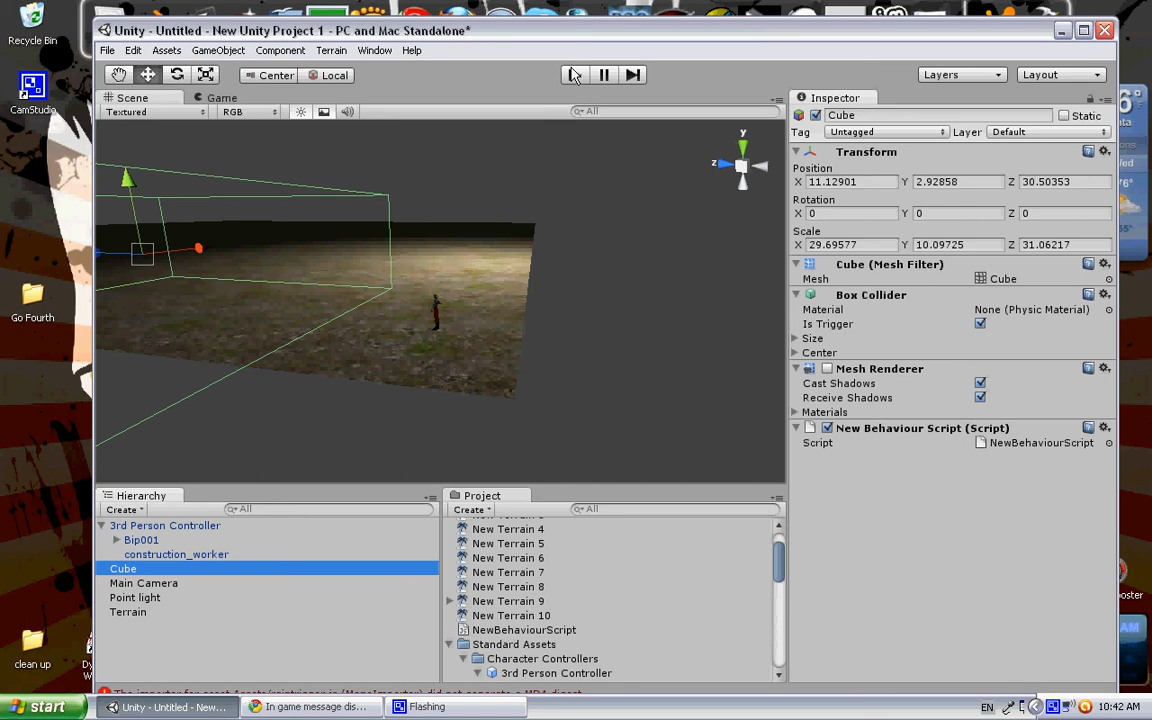 Recycle Bin
CamStudio
Go Fourth
clean up
Unity - Untitled - New Unity Project 1 - PC and Mac Standalone*
File Edit Assets GameObject Component Terrain Window Help
Center Local Layers Layout
Scene Game
Textured RGB All
y
z
Inspector
Cube Static
Tag Untagged Layer Default
Transform
Position
X 11.12901 Y 2.92858 Z 30.50353
Rotation
X 0 Y 0 Z 0
Scale
X 29.69577 Y 10.09725 Z 31.06217
Cube (Mesh Filter)
Mesh Cube
Box Collider
Material None (Physic Material)
Is Trigger
Size
Center
Mesh Renderer
Cast Shadows
Receive Shadows
Materials
New Behaviour Script (Script)
Script NewBehaviourScript
Hierarchy
Create All
3rd Person Controller
Bip001
construction_worker
Cube
Main Camera
Point light
Terrain
Project
Create All
New Terrain 4
New Terrain 5
New Terrain 6
New Terrain 7
New Terrain 8
New Terrain 9
New Terrain 10
NewBehaviourScript
Standard Assets
Character Controllers
3rd Person Controller
start
Unity - Untitled - New...
In game message dis...
Flashing
EN
10:42 AM